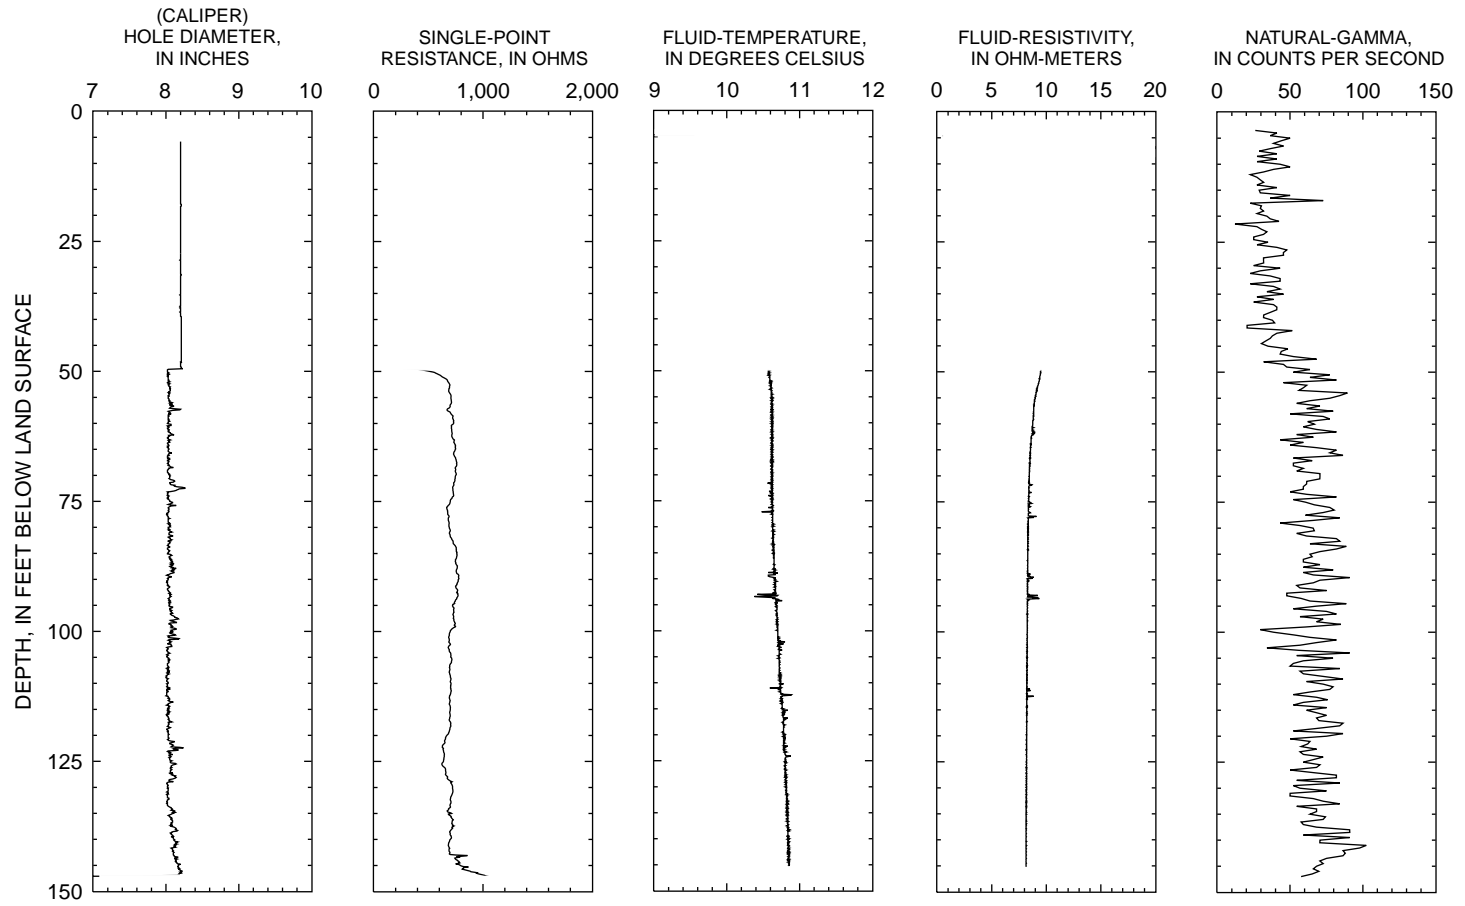 (CALIPER)
HOLE DIAMETER,
IN INCHES
SINGLE-POINT
RESISTANCE, IN OHMS
FLUID-TEMPERATURE,
IN DEGREES CELSIUS
FLUID-RESISTIVITY,
IN OHM-METERS
NATURAL-GAMMA,
IN COUNTS PER SECOND
7 8 9 10
0 1,000 2,000
9 10 11 12
0 5 10 15 20
0 50 100 150
0
25
50
75
100
125
150
DEPTH, IN FEET BELOW LAND SURFACE